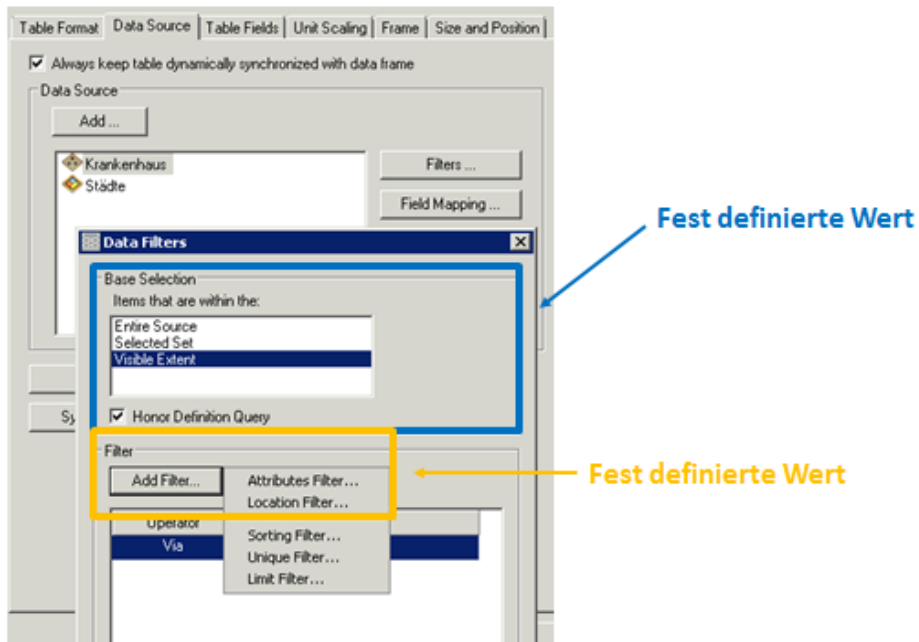 Table Format Data Source Table Fields Unit Scaling Frame Size and Position
Always keep table dynamically synchronized with data frame
Data Source
Add ...
Krankenhaus
Städte
Filters ...
Field Mapping ...
Fest definierte Wert
Data Filters
Base Selection
Items that are within the:
Entire Source
Selected Set
Visible Extent
Honor Definition Query
Filter
Add Filter...
Attributes Filter...
Location Filter...
Fest definierte Wert
Operator
Via
Sorting Filter...
Unique Filter...
Limit Filter...